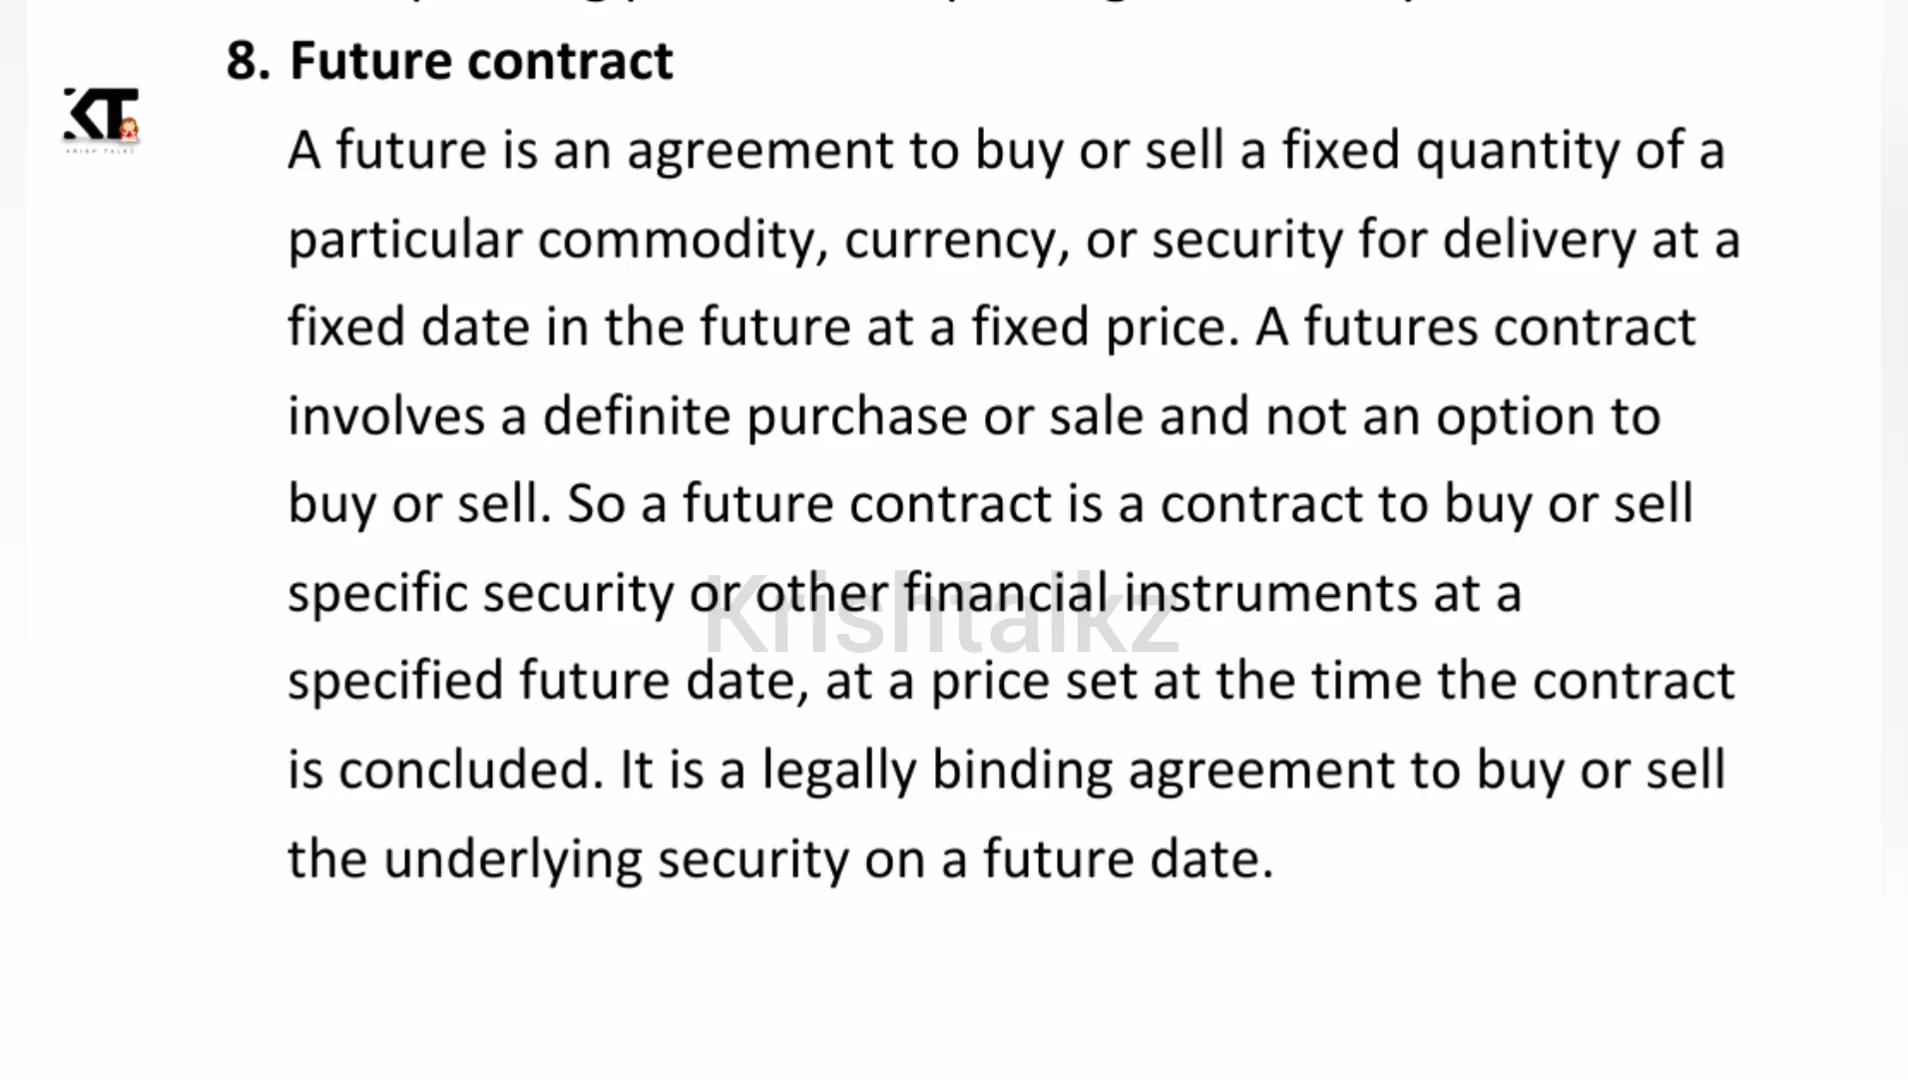 8. Future contract
KT
KRISH TALKZ
A future is an agreement to buy or sell a fixed quantity of a
particular commodity, currency, or security for delivery at a
fixed date in the future at a fixed price. A futures contract
involves a definite purchase or sale and not an option to
buy or sell. So a future contract is a contract to buy or sell
specific security or other financial instruments at a
Krishtalkz
specified future date, at a price set at the time the contract
is concluded. It is a legally binding agreement to buy or sell
the underlying security on a future date.